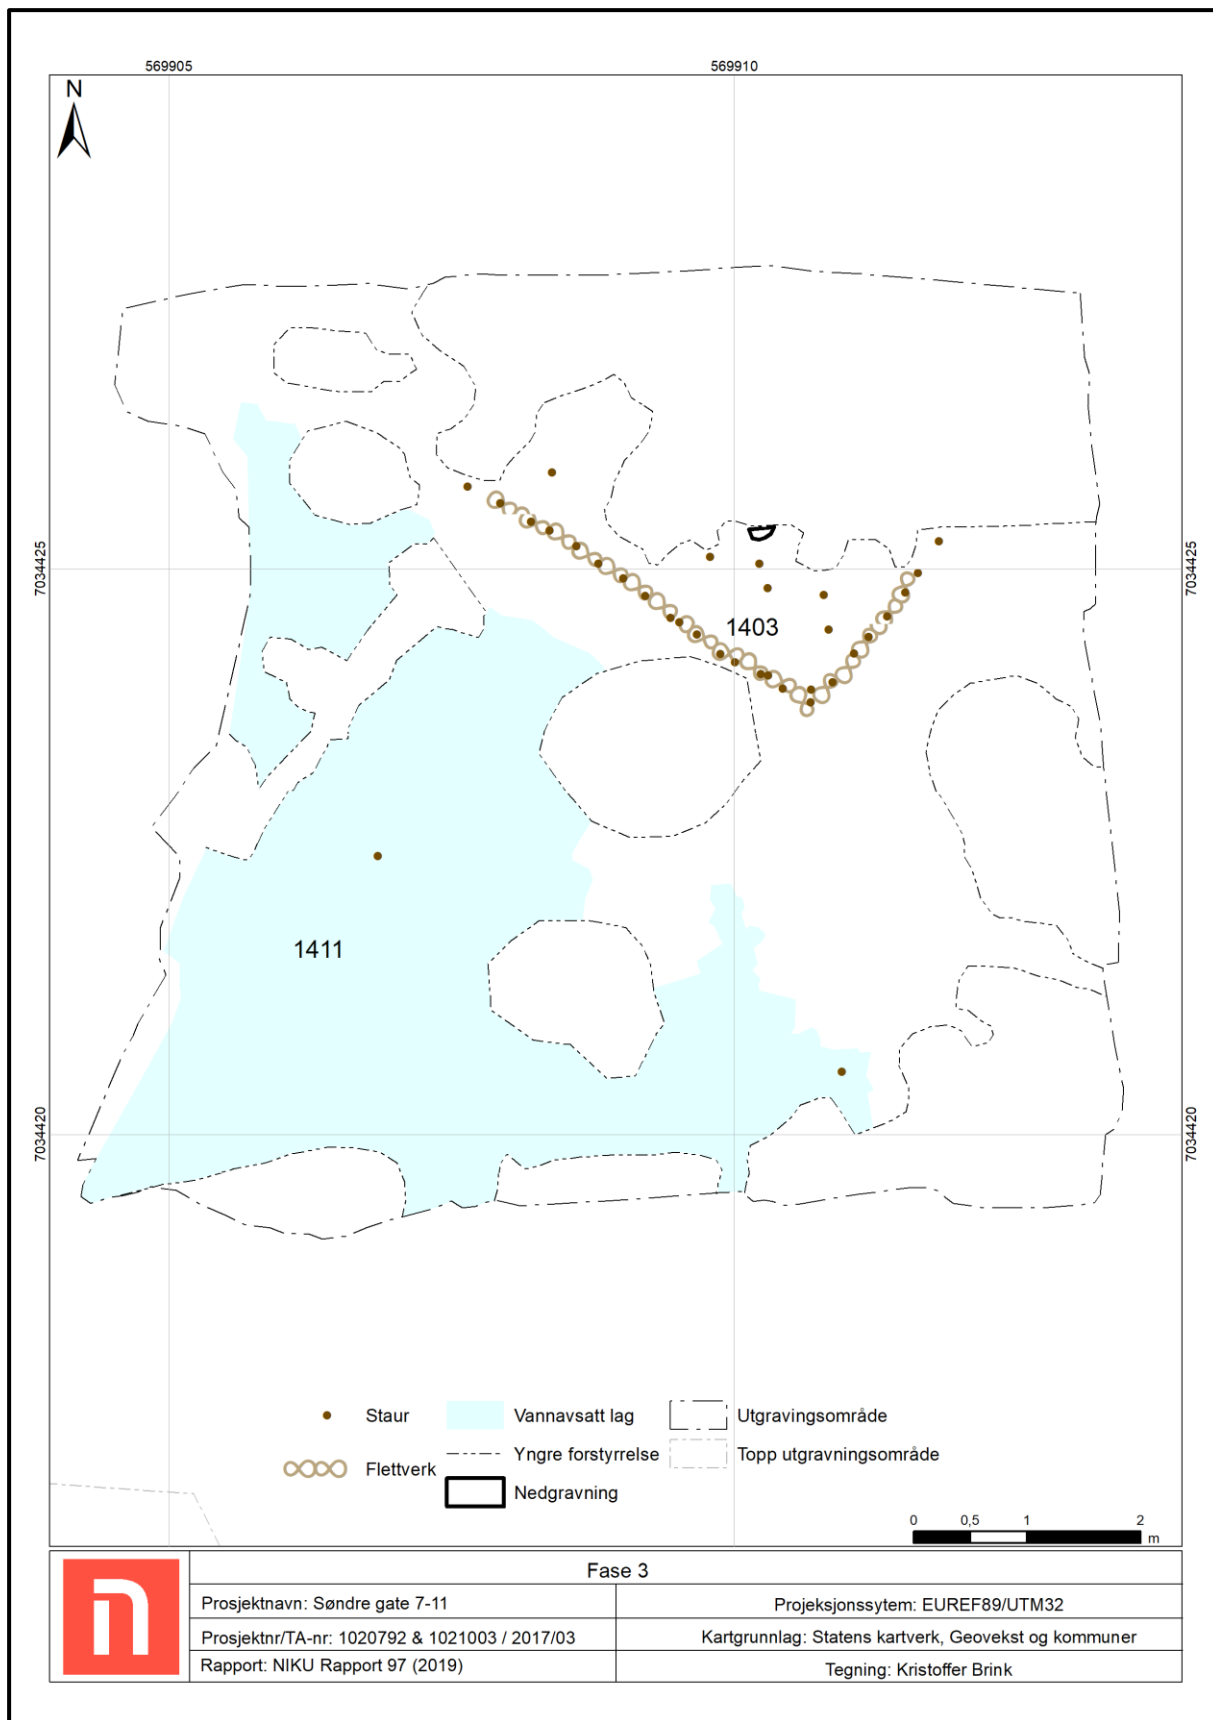 569905 569910
N
7034425 7034425
1403
1411
7034420 7034420
Staur Vannavsatt lag Utgravingsområde
Yngre forstyrrelse Topp utgravningsområde
Flettverk
Nedgravning
0 0,5 1 2
m
Fase 3
Prosjektnavn: Søndre gate 7-11 Projeksjonssytem: EUREF89/UTM32
Prosjektnr/TA-nr: 1020792 & 1021003 / 2017/03 Kartgrunnlag: Statens kartverk, Geovekst og kommuner
Rapport: NIKU Rapport 97 (2019) Tegning: Kristoffer Brink